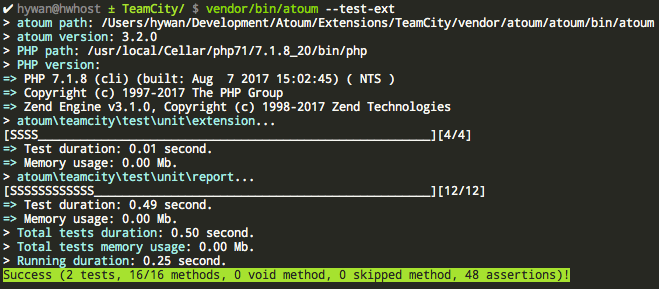 ✔ hywan@hwhost ± TeamCity/ $ vendor/bin/atoum --test-ext
> atoum path: /Users/hywan/Development/Atoum/Extensions/TeamCity/vendor/atoum/atoum/bin/atoum
> atoum version: 3.2.0
> PHP path: /usr/local/Cellar/php71/7.1.8_20/bin/php
> PHP version:
=> PHP 7.1.8 (cli) (built: Aug  7 2017 15:02:45) ( NTS )
=> Copyright (c) 1997-2017 The PHP Group
=> Zend Engine v3.1.0, Copyright (c) 1998-2017 Zend Technologies
> atoum\teamcity\test\unit\extension...
[SSSS________________________________________________________][4/4]
=> Test duration: 0.01 second.
=> Memory usage: 0.00 Mb.
> atoum\teamcity\test\unit\report...
[SSSSSSSSSSSS________________________________________________][12/12]
=> Test duration: 0.49 second.
=> Memory usage: 0.00 Mb.
> Total tests duration: 0.50 second.
> Total tests memory usage: 0.00 Mb.
> Running duration: 0.25 second.
Success (2 tests, 16/16 methods, 0 void method, 0 skipped method, 48 assertions)!